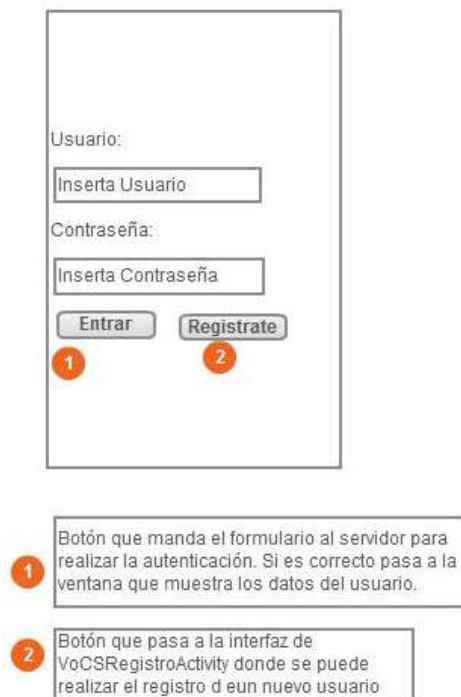 Usuario:
Inserta Usuario
Contraseña:
Inserta Contraseña
Entrar Registrate
1 2
1 Botón que manda el formulario al servidor para
realizar la autenticación. Si es correcto pasa a la
ventana que muestra los datos del usuario.
2 Botón que pasa a la interfaz de
VoCSRegistroActivity donde se puede
realizar el registro d eun nuevo usuario